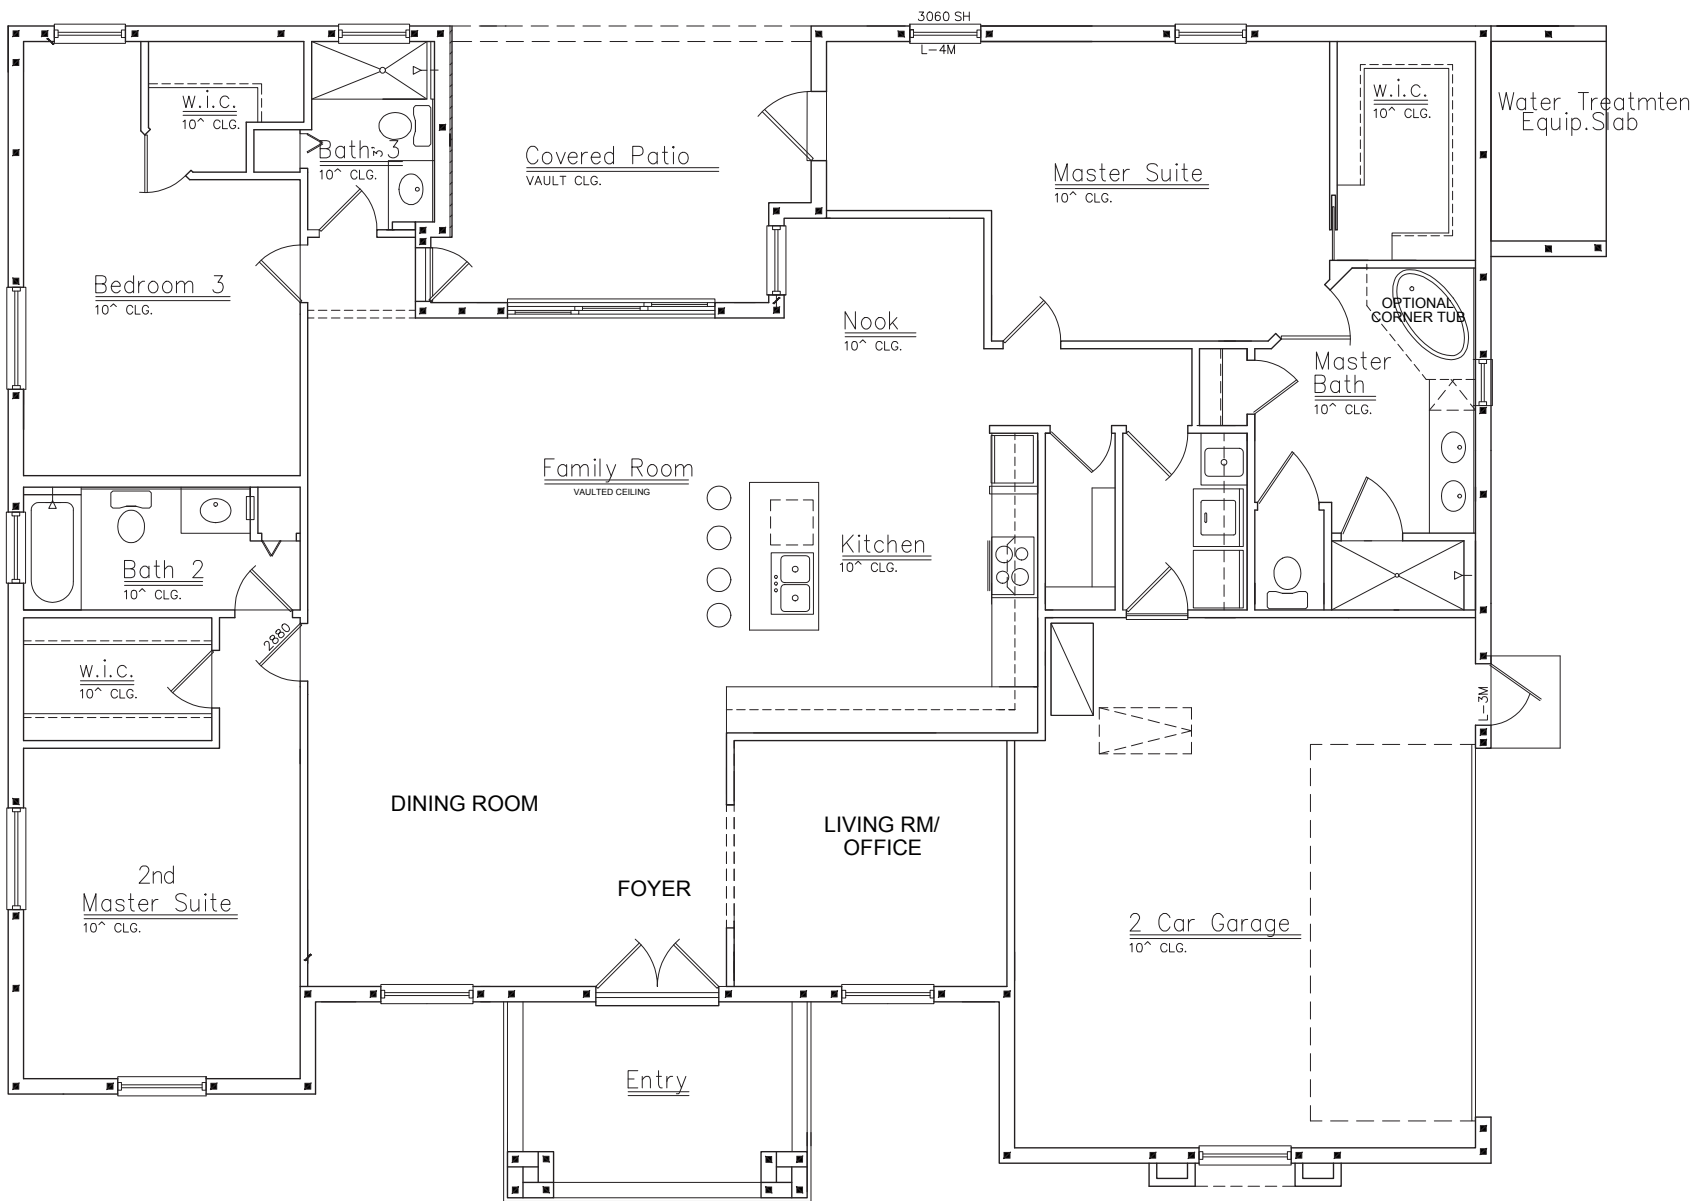 3060 SH
L-4M
w.i.c.
10^ CLG.
w.i.c.
10^ CLG.
Water Treatmten
Equip.Slab
Bath 3
10^ CLG.
3
Covered Patio
VAULT CLG.
Master Suite
10^ CLG.
Bedroom 3
10^ CLG.
OPTIONAL
CORNER TUB
Nook
10^ CLG.
Master
Bath
10^ CLG.
Family Room
VAULTED CEILING
Kitchen
10^ CLG.
Bath 2
10^ CLG.
2880
w.i.c.
10^ CLG.
L-3M
DINING ROOM
LIVING RM/
OFFICE
2nd
Master Suite
10^ CLG.
FOYER
2 Car Garage
10^ CLG.
Entry